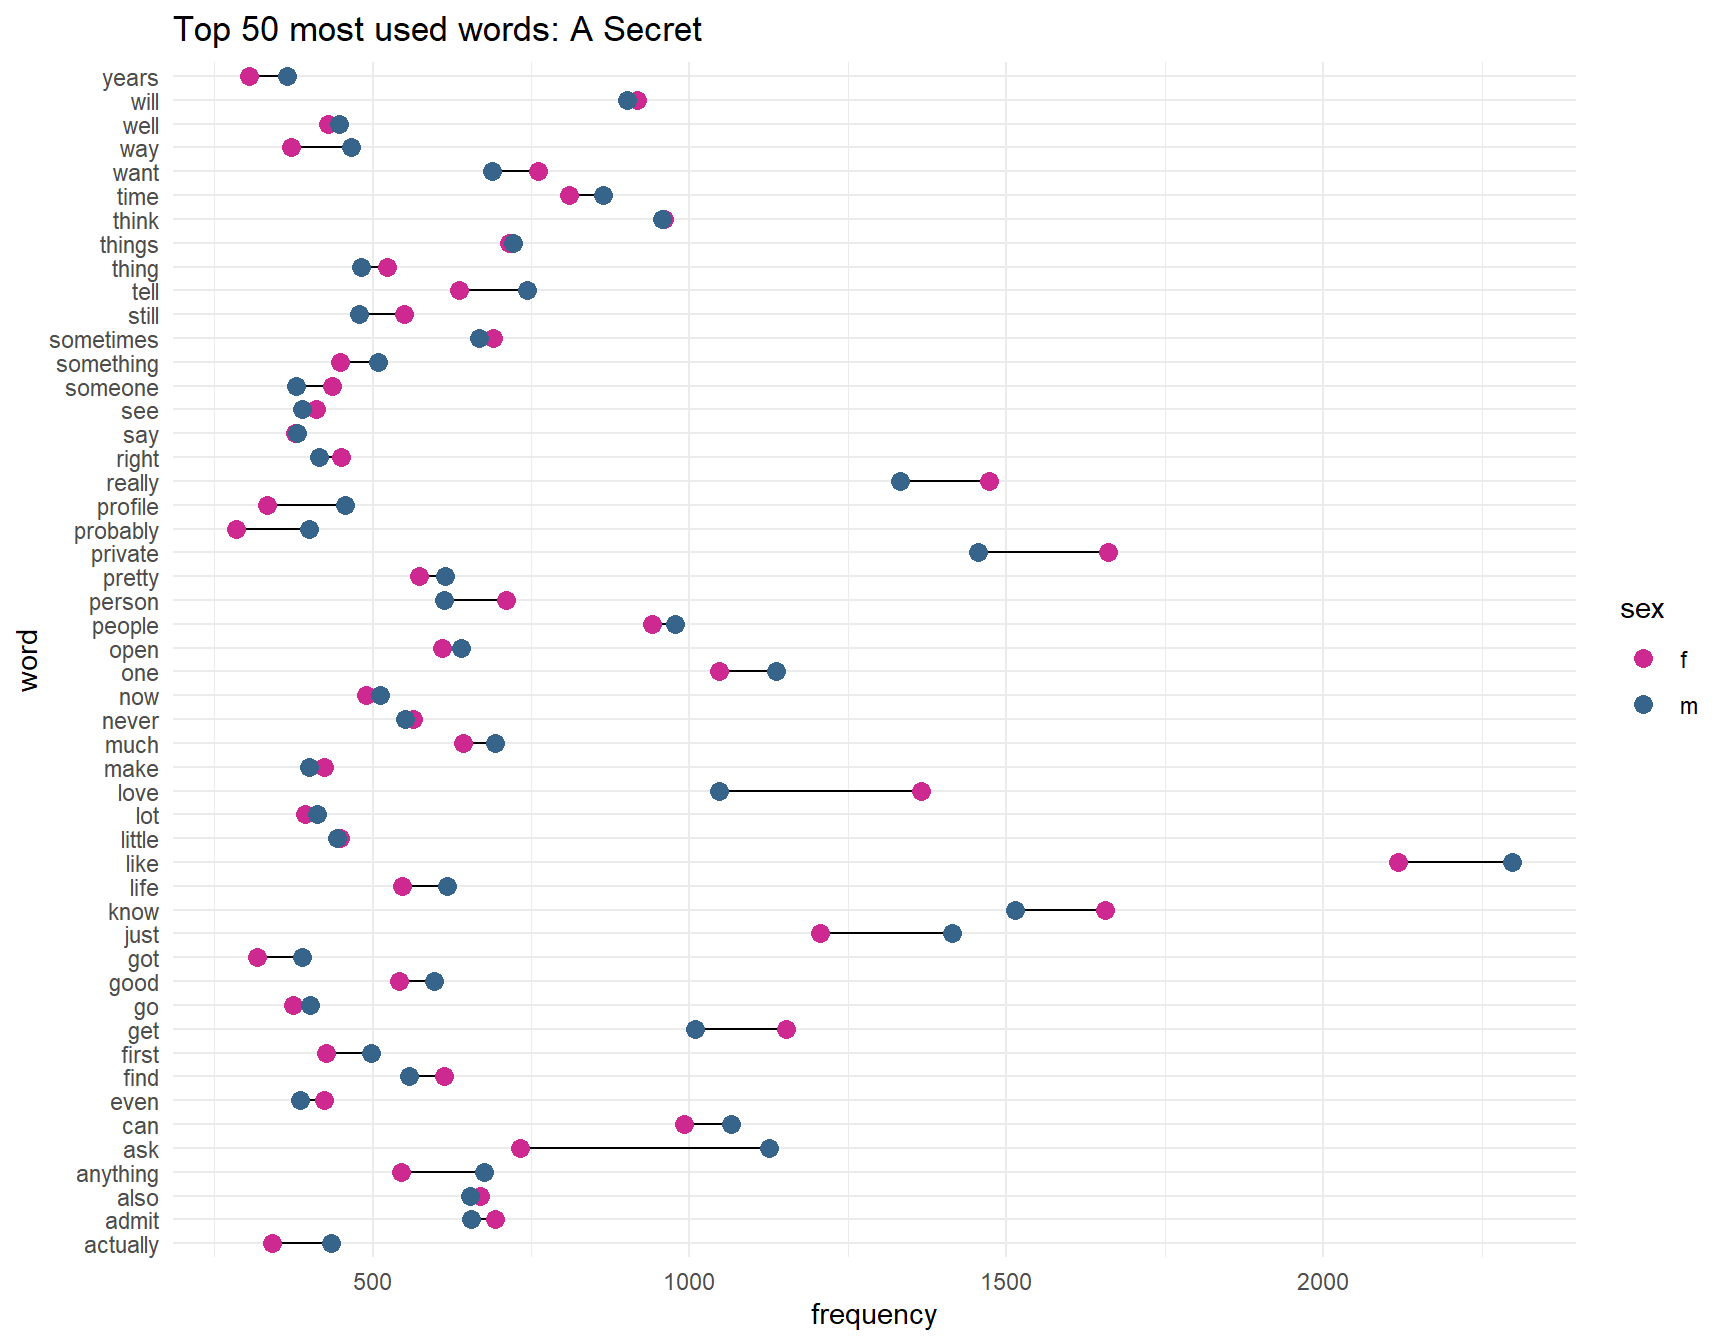 Top 50 most used words: A Secret
years
will
well
way
want
time
think
things
thing
tell
still
sometimes
something
someone
see
say
right
really
profile
probably
private
pretty
person
people
open
one
now
never
much
make
love
lot
little
like
life
know
just
got
good
go
get
first
find
even
can
ask
anything
also
admit
actually
word
500 1000 1500 2000
frequency
sex
f
m